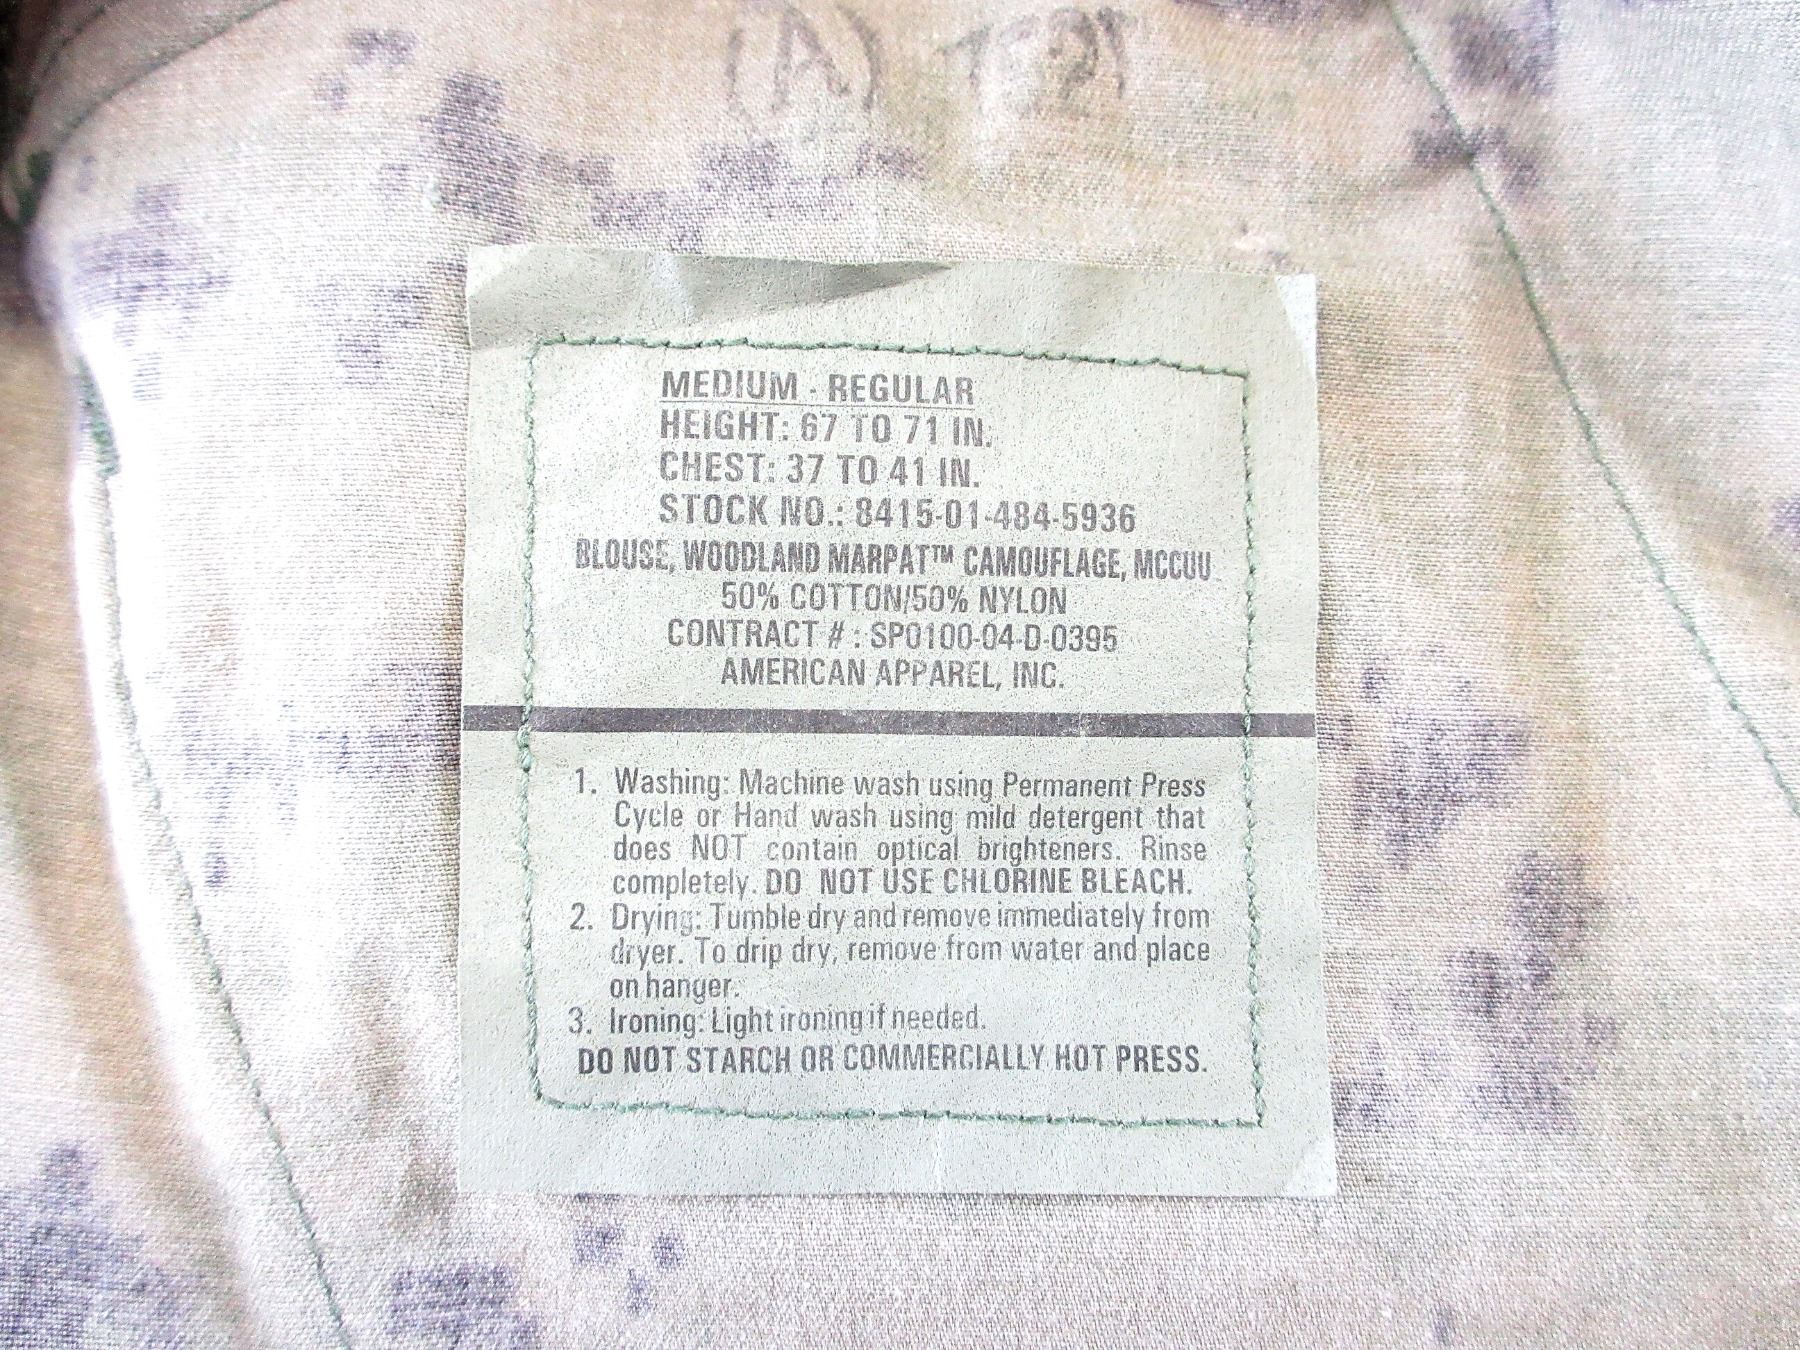 (A)
MEDIUM - REGULAR
HEIGHT: 67 TO 71 IN.
CHEST: 37 TO 41 IN.
STOCK NO.: 8415-01-484-5936
BLOUSE, WOODLAND MARPAT™ CAMOUFLAGE, MCCUU
50% COTTON/50% NYLON
CONTRACT # : SP0100-04-D-0395
AMERICAN APPAREL, INC.
1. Washing: Machine wash using Permanent Press
Cycle or Hand wash using mild detergent that
does NOT contain optical brighteners. Rinse
completely. DO NOT USE CHLORINE BLEACH.
2. Drying: Tumble dry and remove immediately from
dryer. To drip dry, remove from water and place
on hanger.
3. Ironing: Light ironing if needed.
DO NOT STARCH OR COMMERCIALLY HOT PRESS.